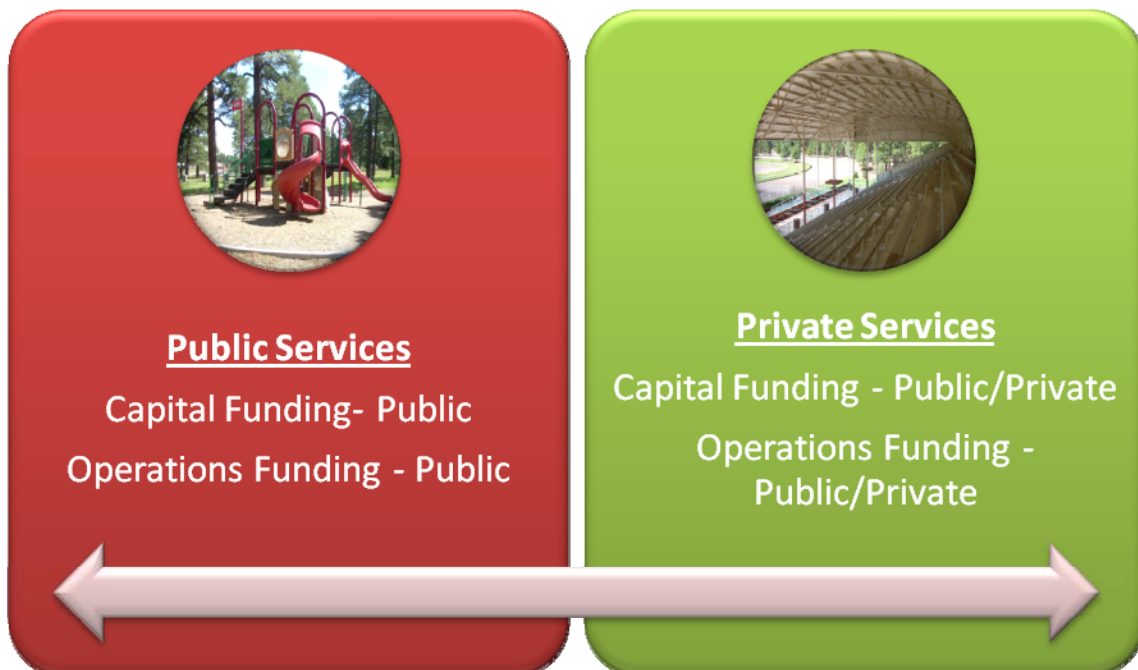 Public Services
Capital Funding- Public
Operations Funding - Public
Private Services
Capital Funding - Public/Private
Operations Funding -
Public/Private